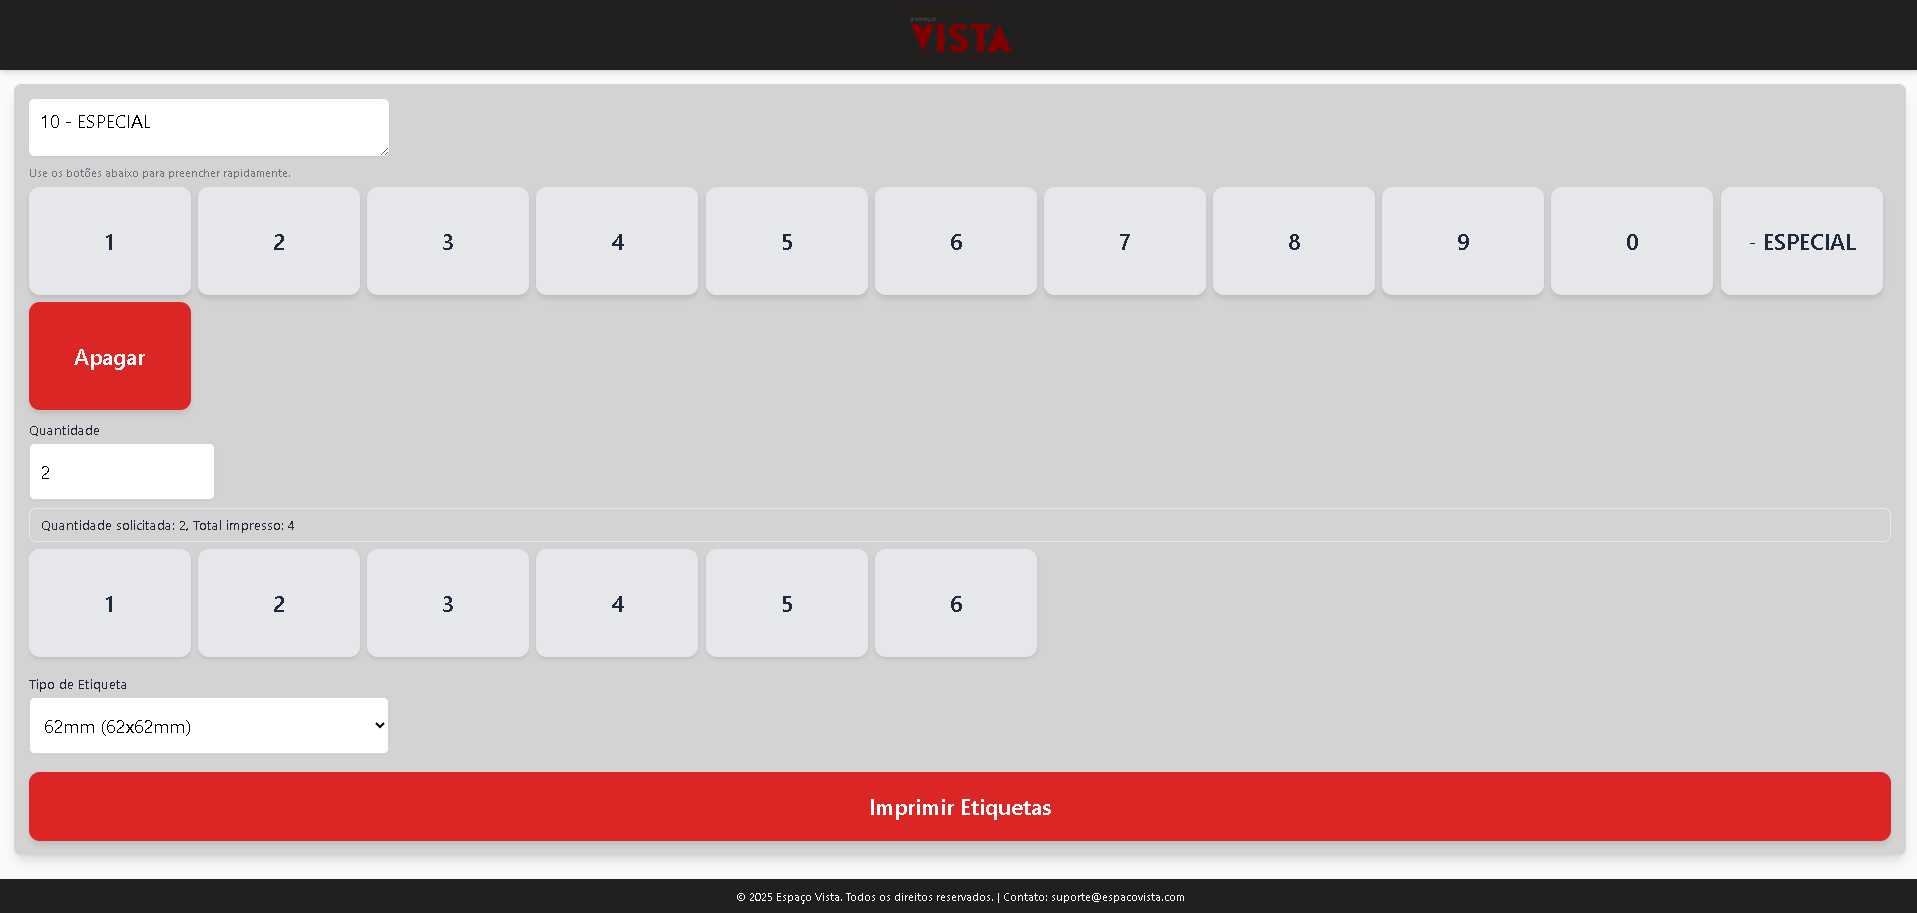 ESPAÇO
VISTA
10 - ESPECIAL
Use os botões abaixo para preencher rapidamente.
1 2 3 4 5 6 7 8 9 0 - ESPECIAL
Apagar
Quantidade
2
Quantidade solicitada: 2, Total impresso: 4
1 2 3 4 5 6
Tipo de Etiqueta
62mm (62x62mm)
Imprimir Etiquetas
© 2025 Espaço Vista. Todos os direitos reservados. | Contato: suporte@espacovista.com